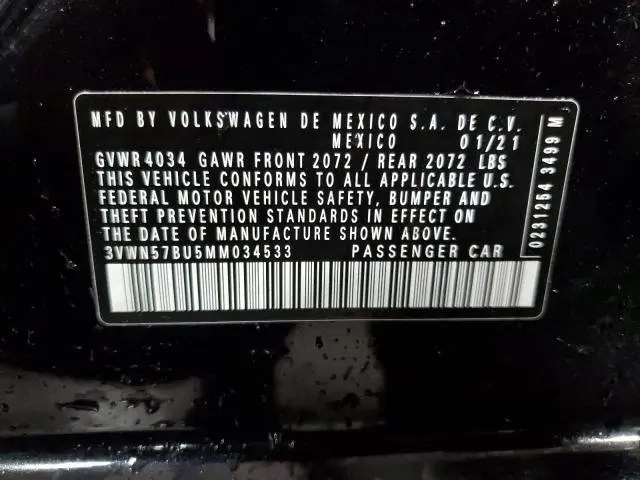 MFD BY VOLKSWAGEN DE MEXICO S.A. DE C.V.
MEXICO 01/21
GVWR 4034 GAWR FRONT 2072 / REAR 2072 LBS
THIS VEHICLE CONFORMS TO ALL APPLICABLE U.S.
FEDERAL MOTOR VEHICLE SAFETY, BUMPER AND
THEFT PREVENTION STANDARDS IN EFFECT ON
THE DATE OF MANUFACTURE SHOWN ABOVE.
3VWN57BU5MM034533 PASSENGER CAR
0231264 3499 M